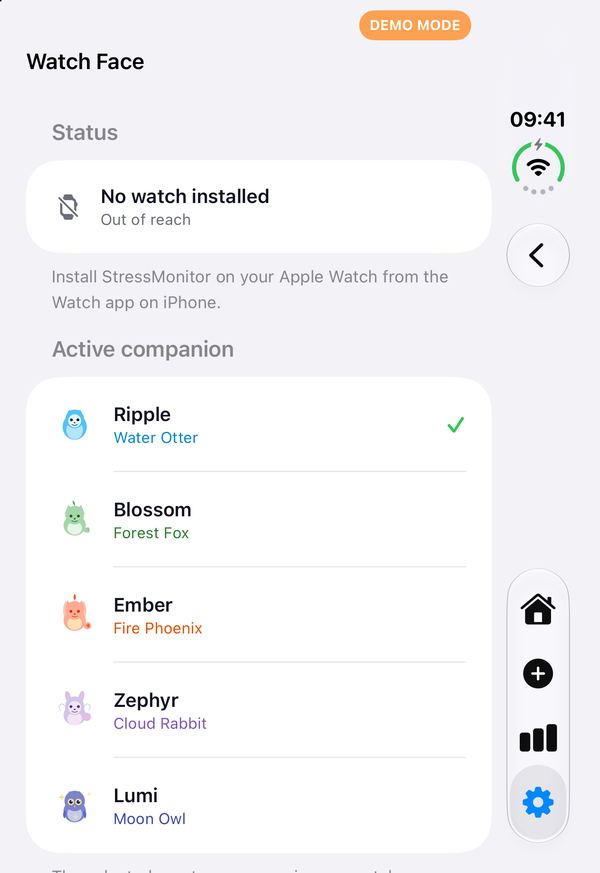 DEMO MODE
Watch Face
09:41
Status
No watch installed
Out of reach
Install StressMonitor on your Apple Watch from the
Watch app on iPhone.
Active companion
Ripple
Water Otter
Blossom
Forest Fox
Ember
Fire Phoenix
Zephyr
Cloud Rabbit
Lumi
Moon Owl